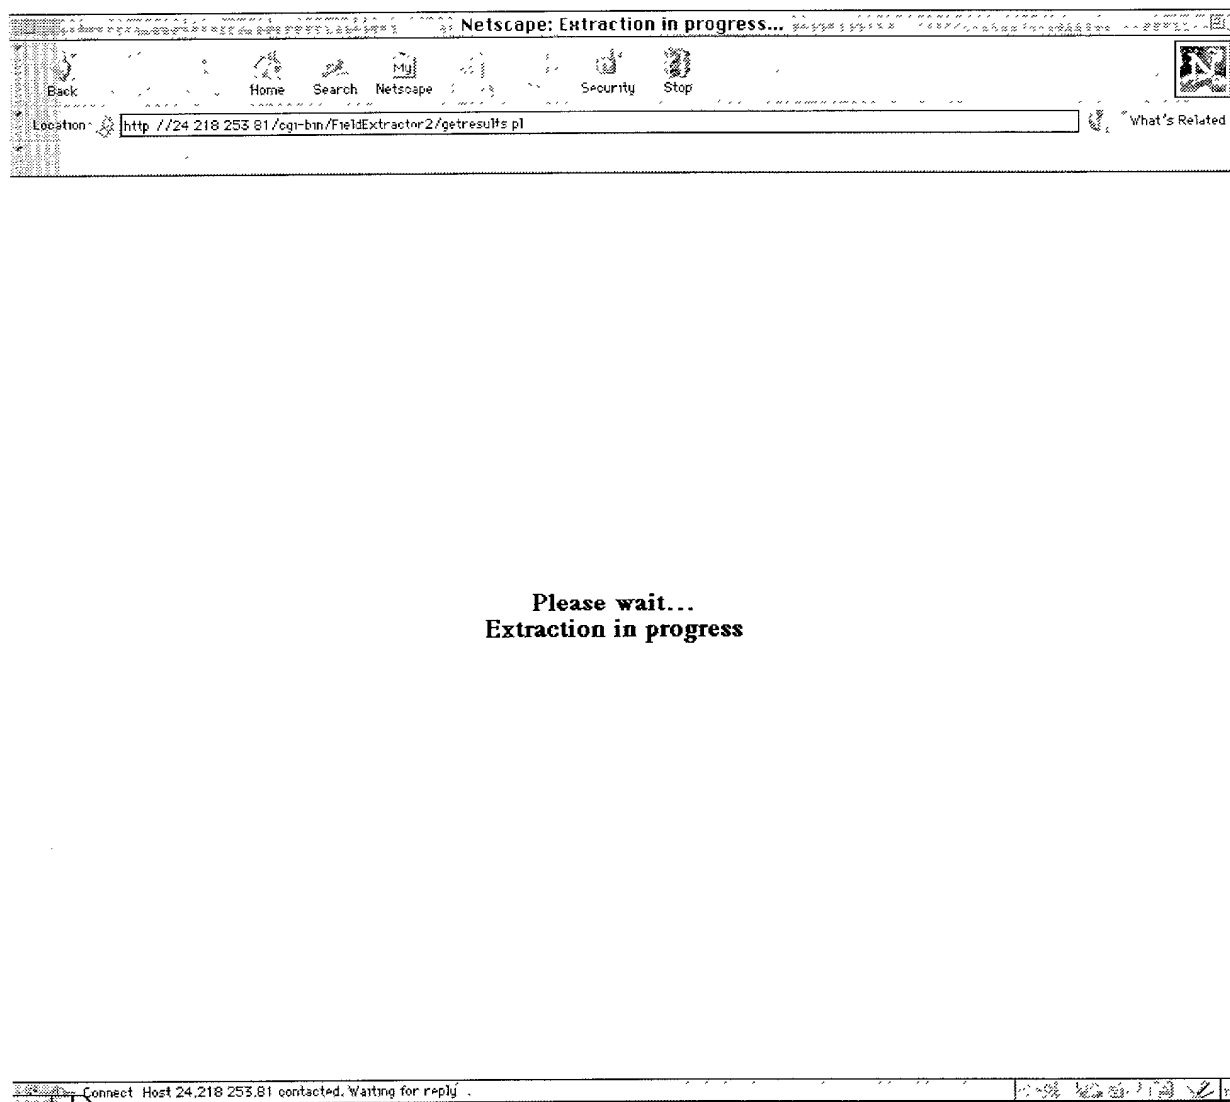 Netscape: Extraction in progress...
Back Home Search My Netscape Security Stop
Location: http://24.218.253.81/cgi-bin/FieldExtractor2/getresults.pl What's Related
Please wait...
Extraction in progress
Connect: Host 24.218.253.81 contacted. Waiting for reply...